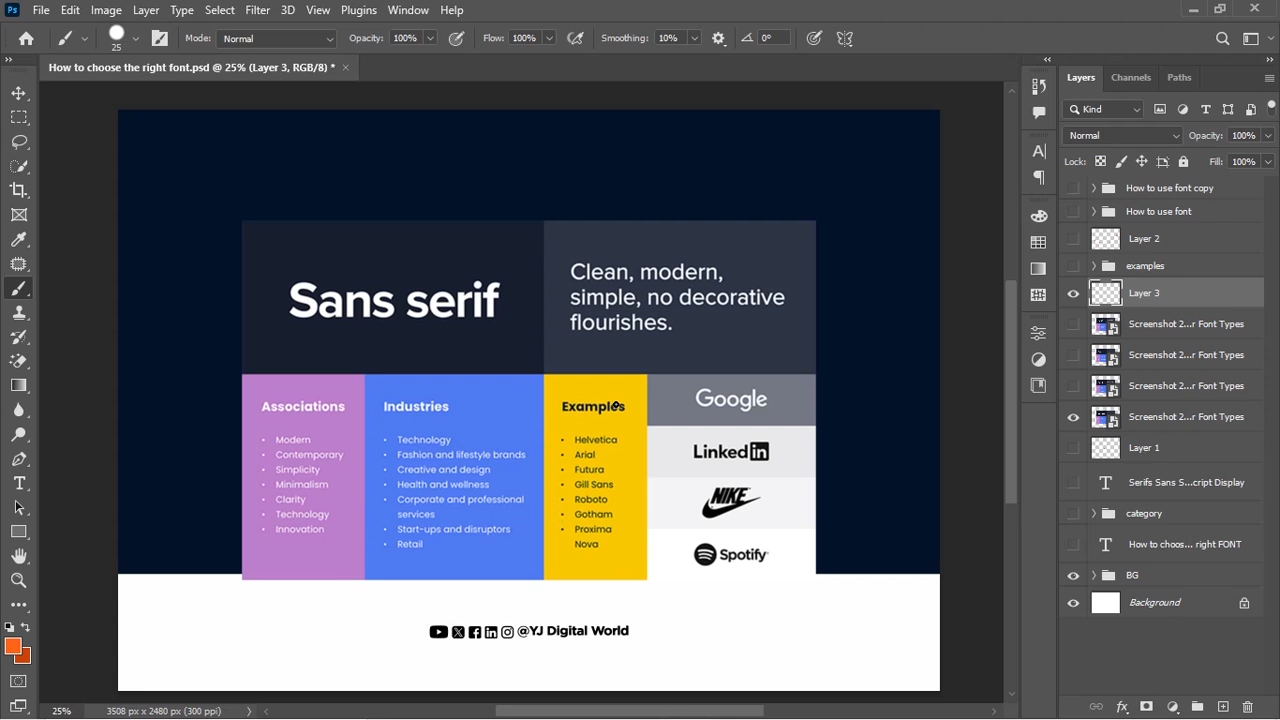 Ps File Edit Image Layer Type Select Filter 3D View Plugins Window Help
25 Mode: Normal Opacity: 100% Flow: 100% Smoothing: 10% 0°
How to choose the right font.psd @ 25% (Layer 3, RGB/8) *
Layers Channels Paths
Kind
Normal Opacity: 100%
Lock: Fill: 100%
How to use font copy
How to use font
Layer 2
examples
Layer 3
Screenshot 2...r Font Types
Screenshot 2...r Font Types
Screenshot 2...r Font Types
Screenshot 2...r Font Types
Layer 1
Serifs Sans S...cript Display
category
How to choos... right FONT
BG
Background
Sans serif
Clean, modern,
simple, no decorative
flourishes.
Associations
• Modern
• Contemporary
• Simplicity
• Minimalism
• Clarity
• Technology
• Innovation
Industries
• Technology
• Fashion and lifestyle brands
• Creative and design
• Health and wellness
• Corporate and professional
services
• Start-ups and disruptors
• Retail
Examples
• Helvetica
• Arial
• Futura
• Gill Sans
• Roboto
• Gotham
• Proxima
Nova
Google
Linked in
NIKE
Spotify
@YJ Digital World
25% 3508 px x 2480 px (300 ppi)